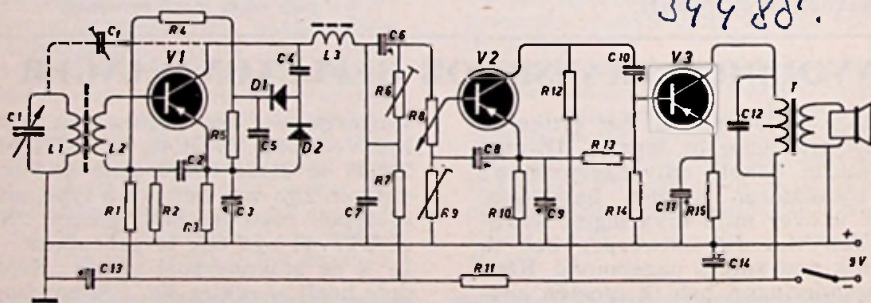 34480.
R4
C1 V1 L3 C6 V2 C10 V3
C4
D1 R6 R12 C12 T
C1 R5 R8
L1 L2 C2 C5 D2 C8 R13
R1 R2 R3 C3 C7 R7 R9 R10 C9 R14 C11 R15
+
C13 R11 C14 9V
−